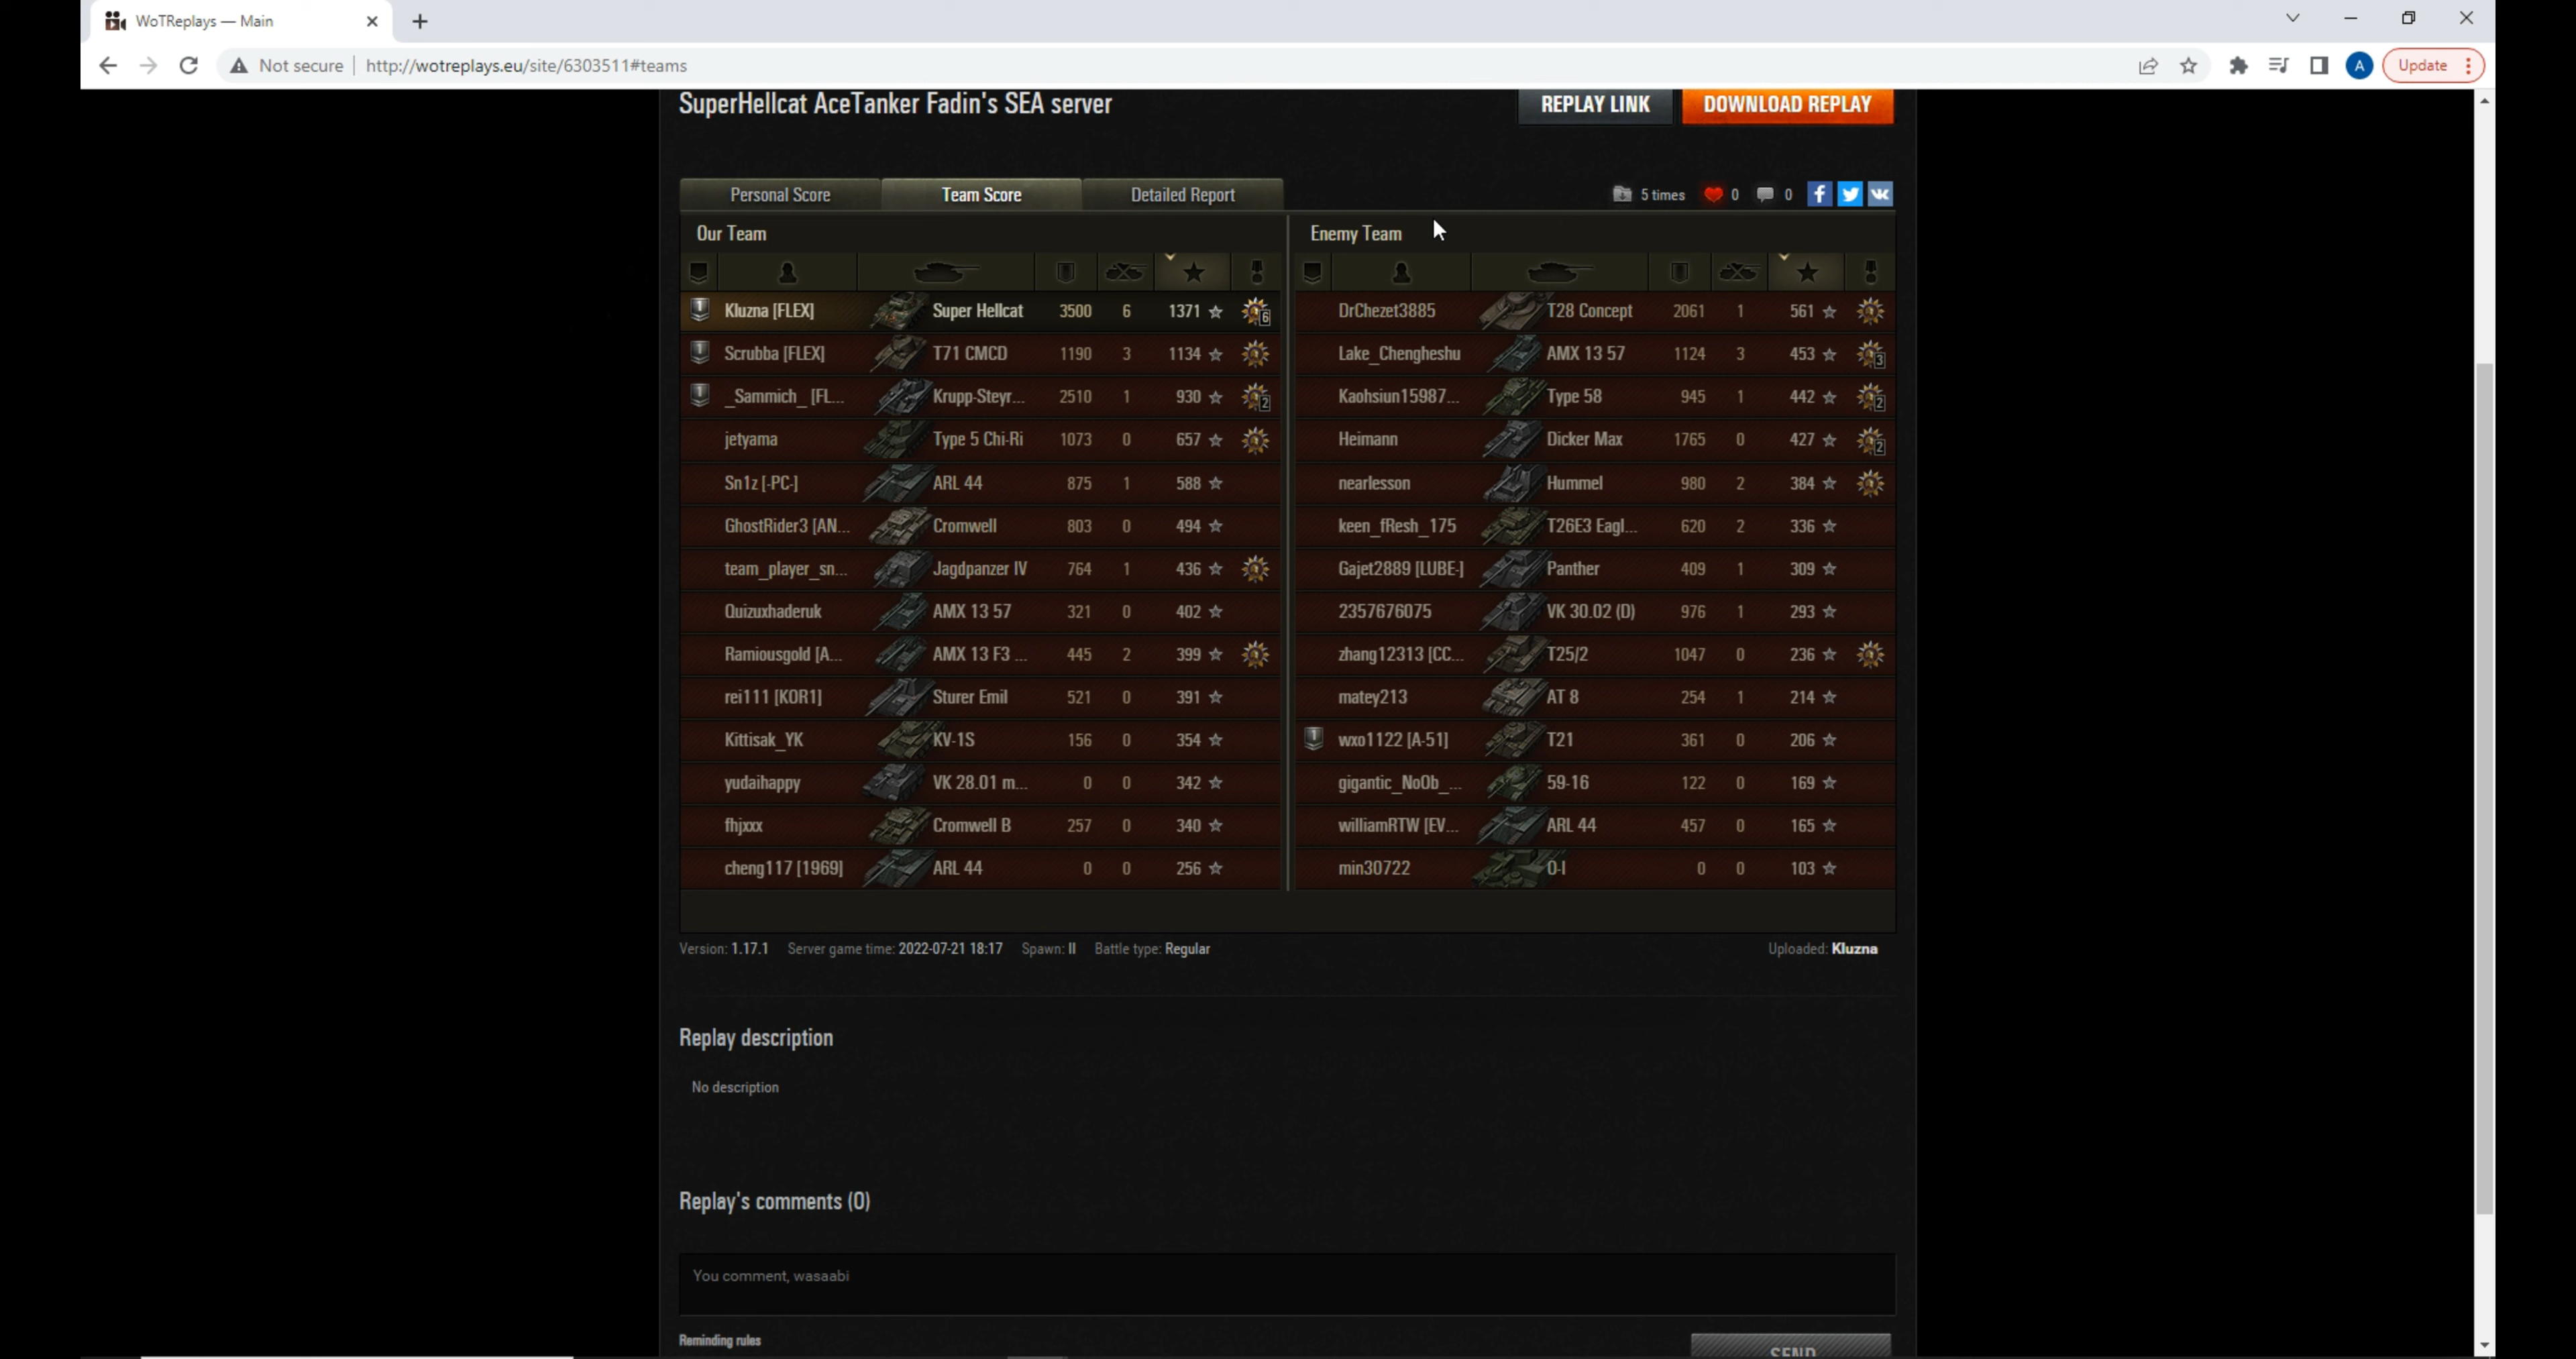 WoTReplays — Main
Not secure http://wotreplays.eu/site/6303511#teams A Update
SuperHellcat AceTanker Fadin's SEA server REPLAY LINK DOWNLOAD REPLAY
Personal Score Team Score Detailed Report 5 times 0 0
Our Team Enemy Team
1 Kluzna [FLEX] Super Hellcat 3500 6 1371 6 DrChezet3885 T28 Concept 2061 1 561
1 Scrubba [FLEX] T71 CMCD 1190 3 1134 Lake_Chengheshu AMX 13 57 1124 3 453 3
1 _Sammich_ [FL... Krupp-Steyr... 2510 1 930 2 Kaohsiun15987... Type 58 945 1 442 2
jetyama Type 5 Chi-Ri 1073 0 657 Heimann Dicker Max 1765 0 427 2
Sn1z [-PC-] ARL 44 875 1 588 nearlesson Hummel 980 2 384
GhostRider3 [AN... Cromwell 803 0 494 keen_fResh_175 T26E3 Eagl... 620 2 336
team_player_sn... Jagdpanzer IV 764 1 436 Gajet2889 [LUBE-] Panther 409 1 309
Quizuxhaderuk AMX 13 57 321 0 402 2357676075 VK 30.02 (D) 976 1 293
Ramiousgold [A... AMX 13 F3 ... 445 2 399 zhang12313 [CC... T25/2 1047 0 236
rei111 [KOR1] Sturer Emil 521 0 391 matey213 AT 8 254 1 214
Kittisak_YK KV-1S 156 0 354 1 wxo1122 [A-51] T21 361 0 206
yudaihappy VK 28.01 m... 0 0 342 gigantic_NoOb_... 59-16 122 0 169
fhjxxx Cromwell B 257 0 340 williamRTW [EV... ARL 44 457 0 165
cheng117 [1969] ARL 44 0 0 256 min30722 O-I 0 0 103
Version: 1.17.1 Server game time: 2022-07-21 18:17 Spawn: II Battle type: Regular Uploaded: Kluzna
Replay description
No description
Replay's comments (0)
You comment, wasaabi
Reminding rules
SEND